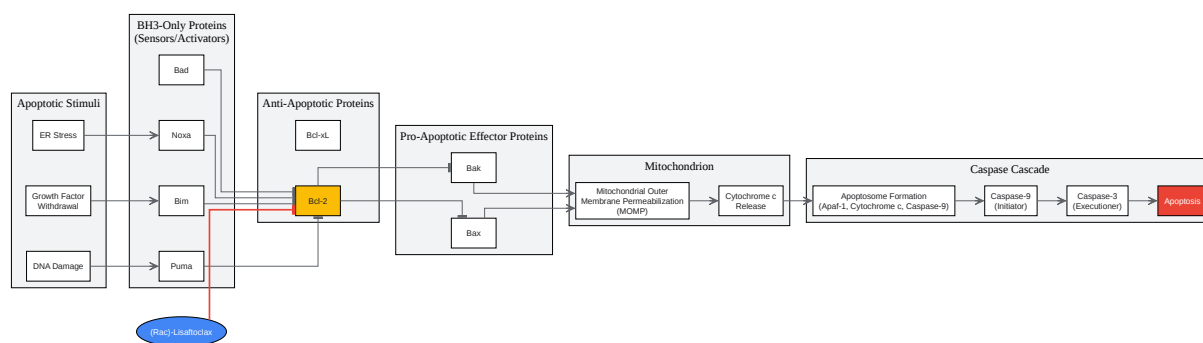 Apoptotic Stimuli
ER Stress
Growth Factor
Withdrawal
DNA Damage
BH3-Only Proteins
(Sensors/Activators)
Bad
Noxa
Bim
Puma
(Rac)-Lisaftoclax
Anti-Apoptotic Proteins
Bcl-xL
Bcl-2
Pro-Apoptotic Effector Proteins
Bak
Bax
Mitochondrion
Mitochondrial Outer
Membrane Permeabilization
(MOMP)
Cytochrome c
Release
Caspase Cascade
Apoptosome Formation
(Apaf-1, Cytochrome c, Caspase-9)
Caspase-9
(Initiator)
Caspase-3
(Executioner)
Apoptosis